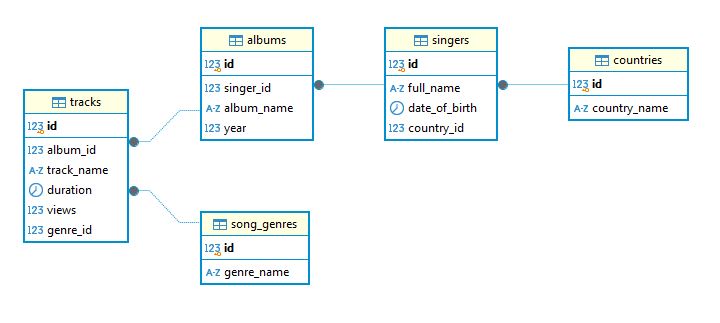 albums
123 id
123 singer_id
A-Z album_name
123 year
singers
123 id
A-Z full_name
date_of_birth
123 country_id
countries
123 id
A-Z country_name
tracks
123 id
123 album_id
A-Z track_name
duration
123 views
123 genre_id
song_genres
123 id
A-Z genre_name